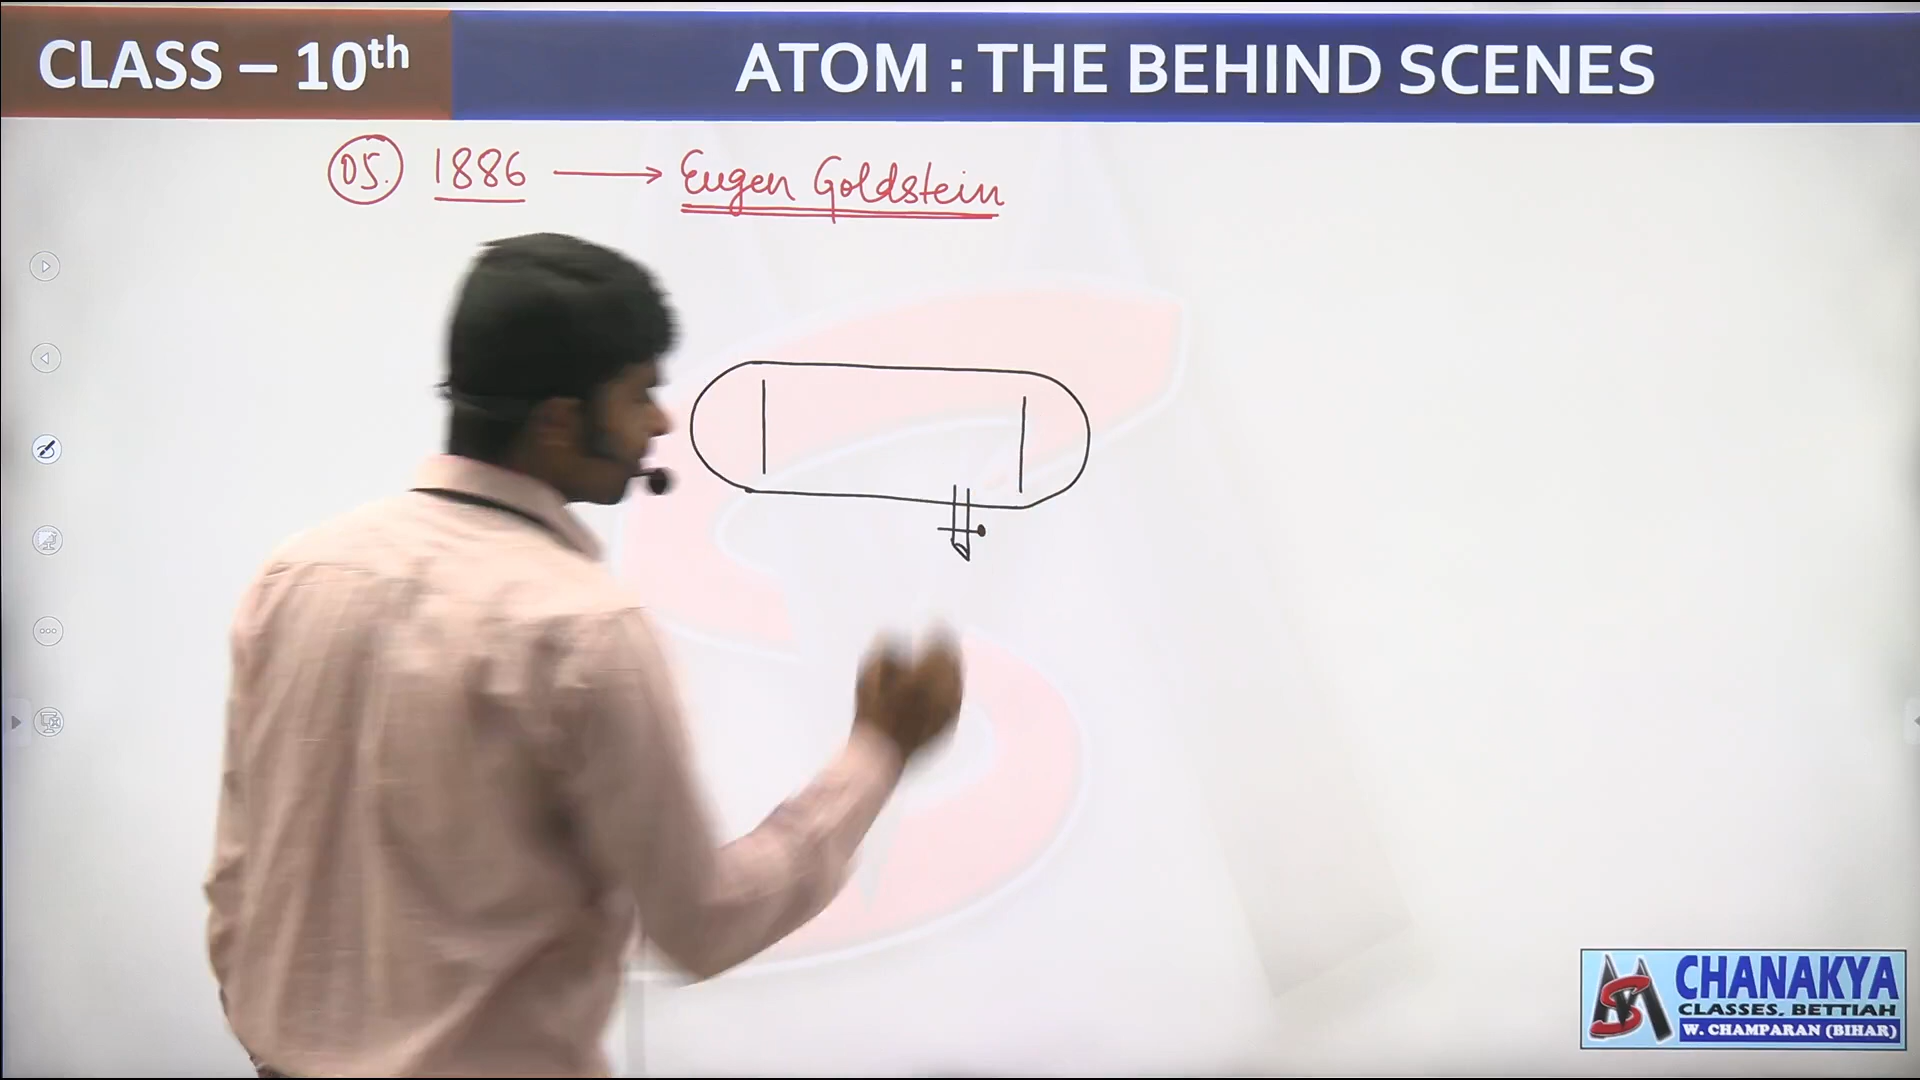 CLASS – 10th
ATOM : THE BEHIND SCENES
05. 1886 → Eugen Goldstein
CHANAKYA
CLASSES, BETTIAH
W. CHAMPARAN (BIHAR)